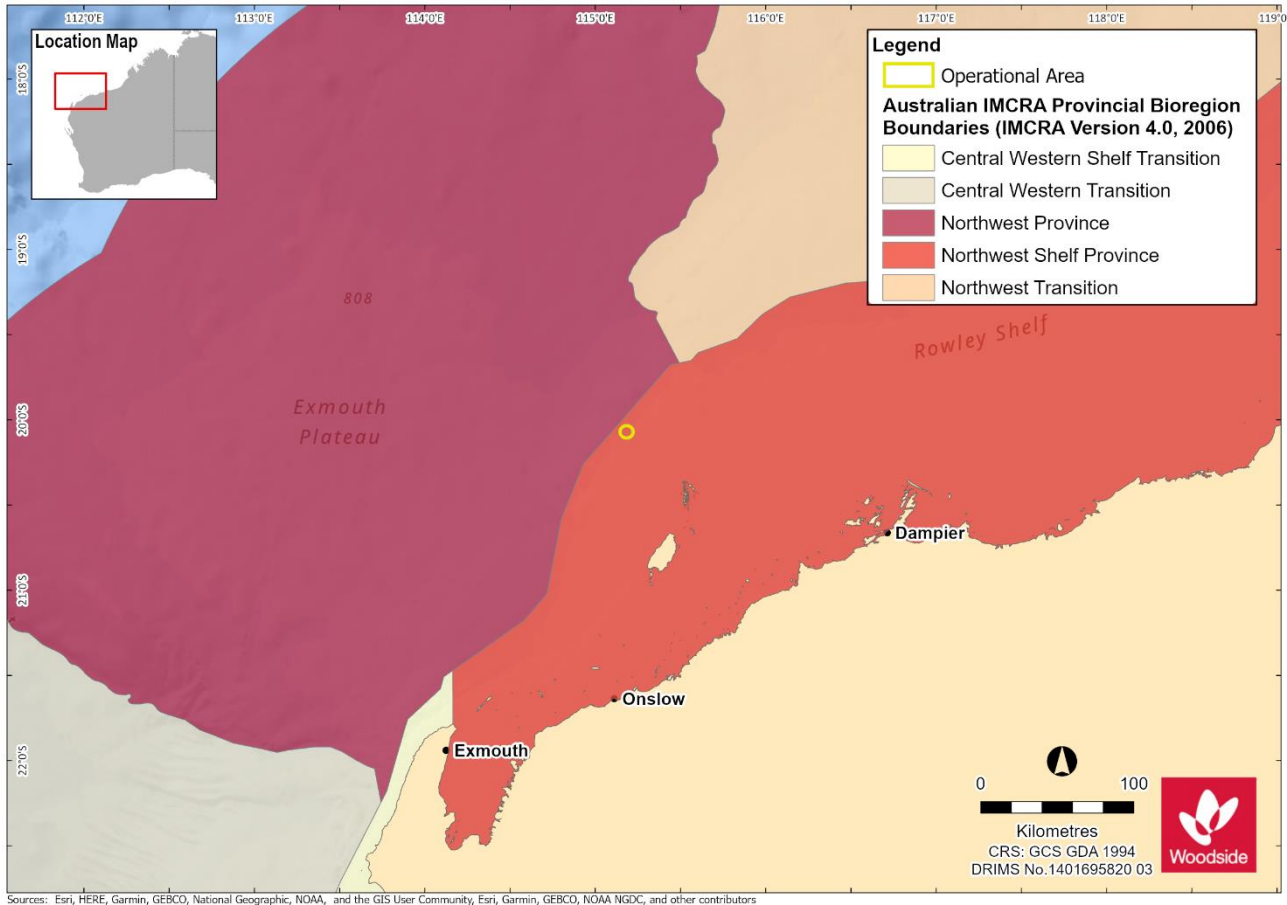 112°0'E
113°0'E
114°0'E
115°0'E
116°0'E
117°0'E
118°0'E
119°0
Location Map
18°0'S
19°0'S
20°0'S
21°0'S
22°0'S
Legend
Operational Area
Australian IMCRA Provincial Bioregion
Boundaries (IMCRA Version 4.0, 2006)
Central Western Shelf Transition
Central Western Transition
Northwest Province
Northwest Shelf Province
Northwest Transition
808
Rowley Shelf
Exmouth
Plateau
Dampier
Onslow
Exmouth
0 100
Kilometres
CRS: GCS GDA 1994
DRIMS No.1401695820 03
Woodside
Sources: Esri, HERE, Garmin, GEBCO, National Geographic, NOAA, and the GIS User Community, Esri, Garmin, GEBCO, NOAA NGDC, and other contributors